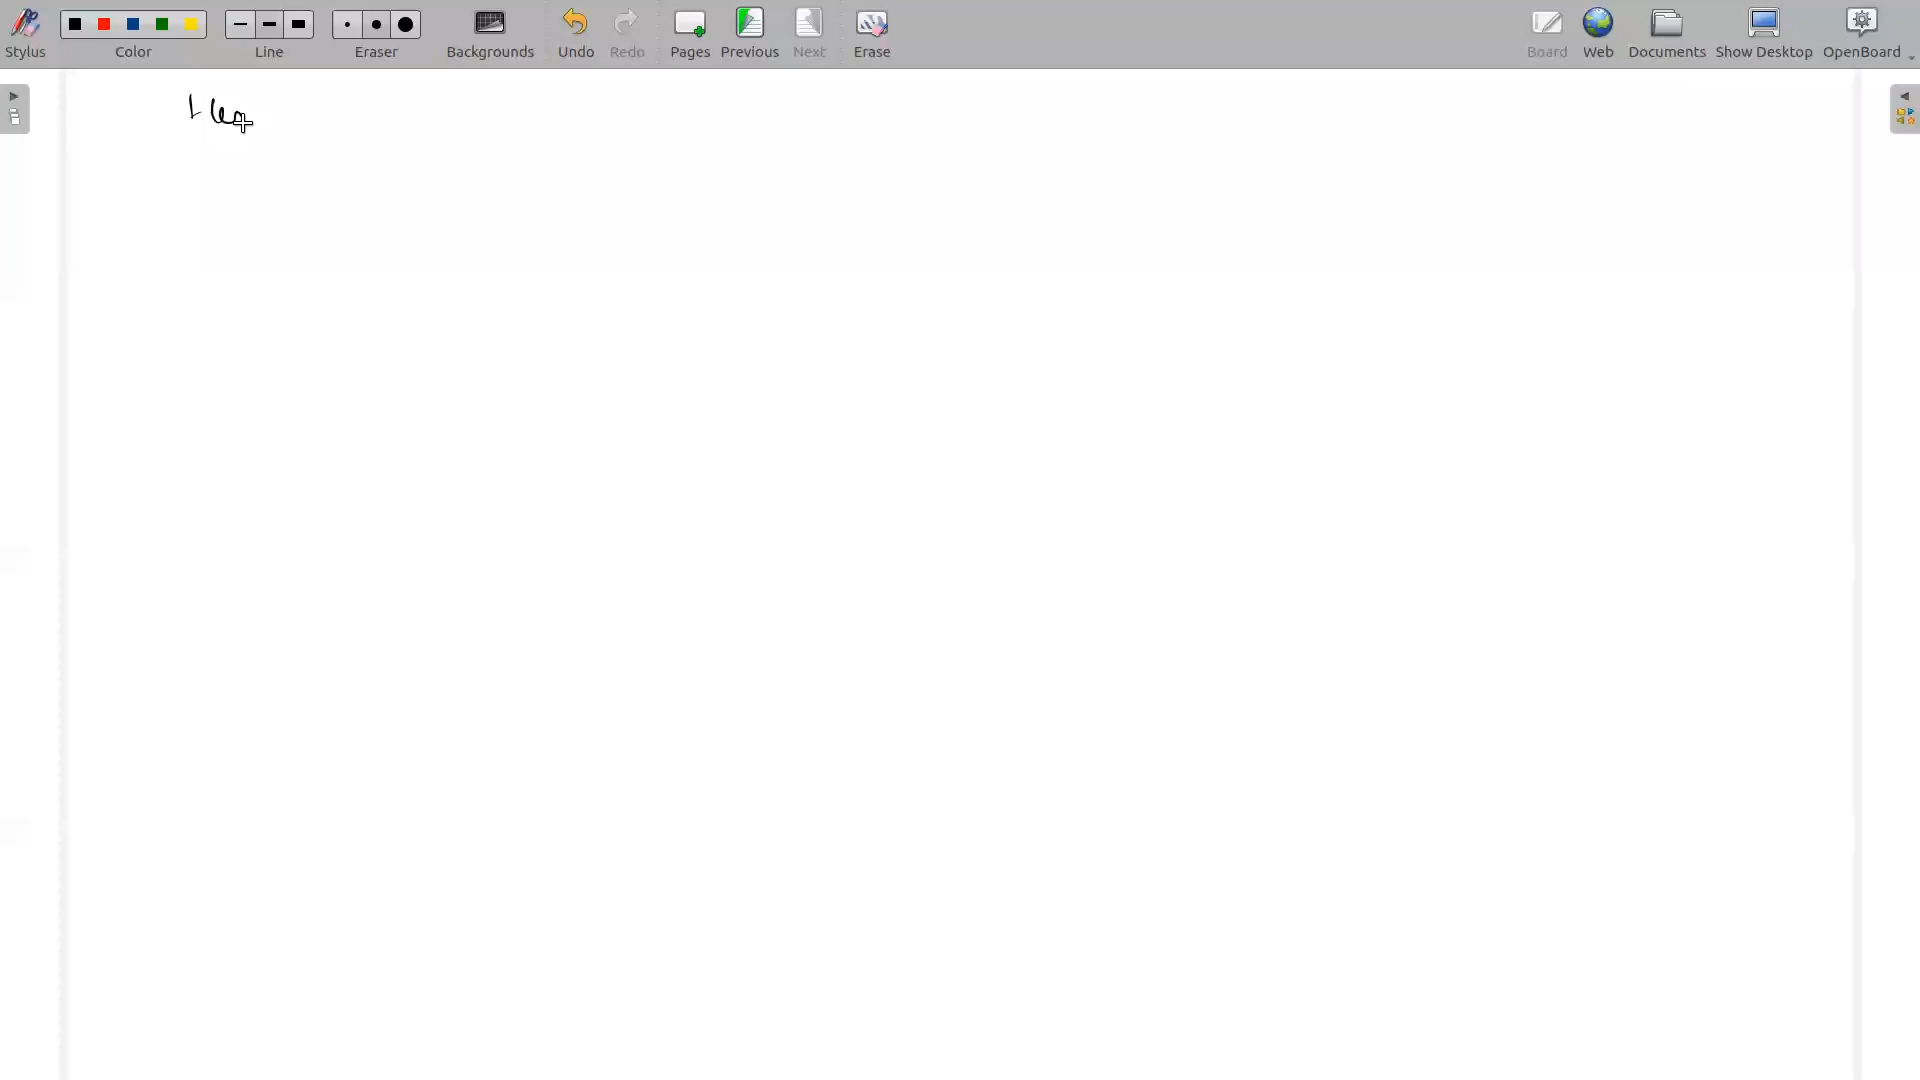 Stylus
Color
Line
Eraser
Backgrounds
Undo
Redo
Pages
Previous
Next
Erase
Board
Web
Documents
Show Desktop
OpenBoard